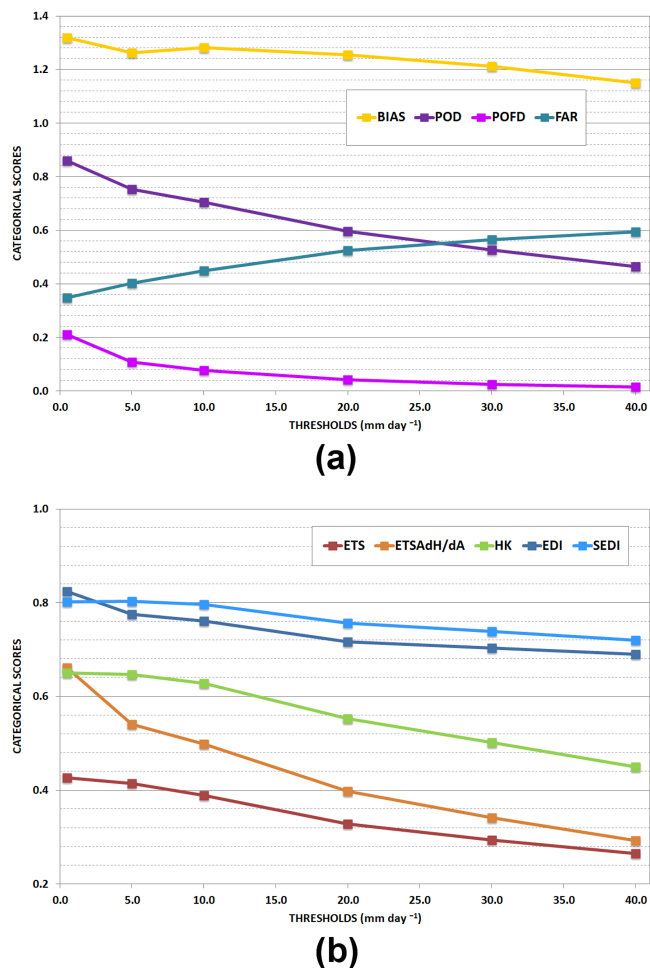 1.4
1.2
1.0
0.8
0.6
0.4
0.2
0.0
CATEGORICAL SCORES
BIAS POD POFD FAR
0.0 5.0 10.0 15.0 20.0 25.0 30.0 35.0 40.0
THRESHOLDS (mm day ⁻¹)
(a)
1.0
0.8
0.6
0.4
0.2
CATEGORICAL SCORES
ETS ETSAdH/dA HK EDI SEDI
0.0 5.0 10.0 15.0 20.0 25.0 30.0 35.0 40.0
THRESHOLDS (mm day ⁻¹)
(b)